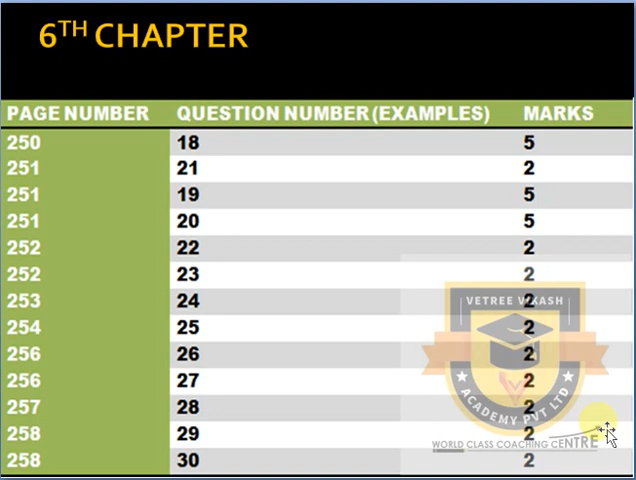 6TH CHAPTER
PAGE NUMBER QUESTION NUMBER (EXAMPLES) MARKS
250 18 5
251 21 2
251 19 5
251 20 5
252 22 2
252 23 2
253 24 2
254 25 2
256 26 2
256 27 2
257 28 2
258 29 2
258 30 2
VETREE VIKASH
ACADEMY PVT LTD
WORLD CLASS COACHING CENTRE